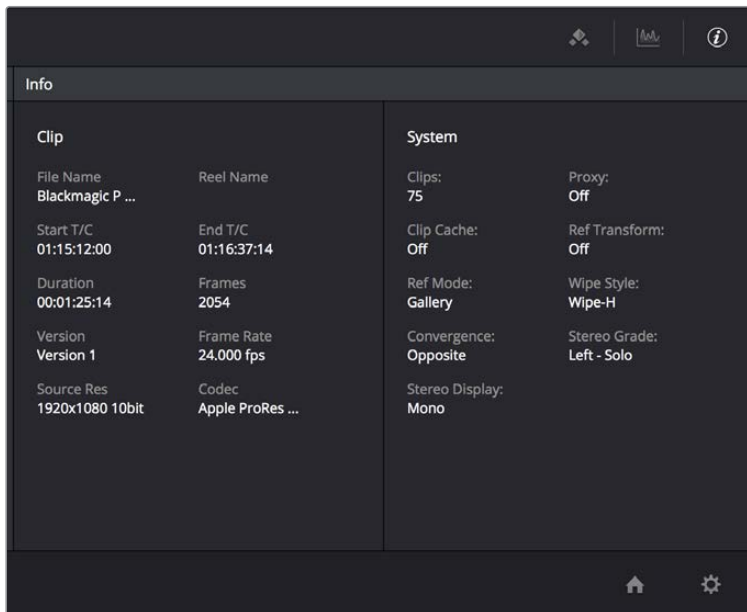 Info
Clip
File Name
Reel Name
Blackmagic P ...
Start T/C
End T/C
01:15:12:00
01:16:37:14
Duration
Frames
00:01:25:14
2054
Version
Frame Rate
Version 1
24.000 fps
Source Res
Codec
1920x1080 10bit
Apple ProRes ...
System
Clips:
Proxy:
75
Off
Clip Cache:
Ref Transform:
Off
Off
Ref Mode:
Wipe Style:
Gallery
Wipe-H
Convergence:
Stereo Grade:
Opposite
Left - Solo
Stereo Display:
Mono